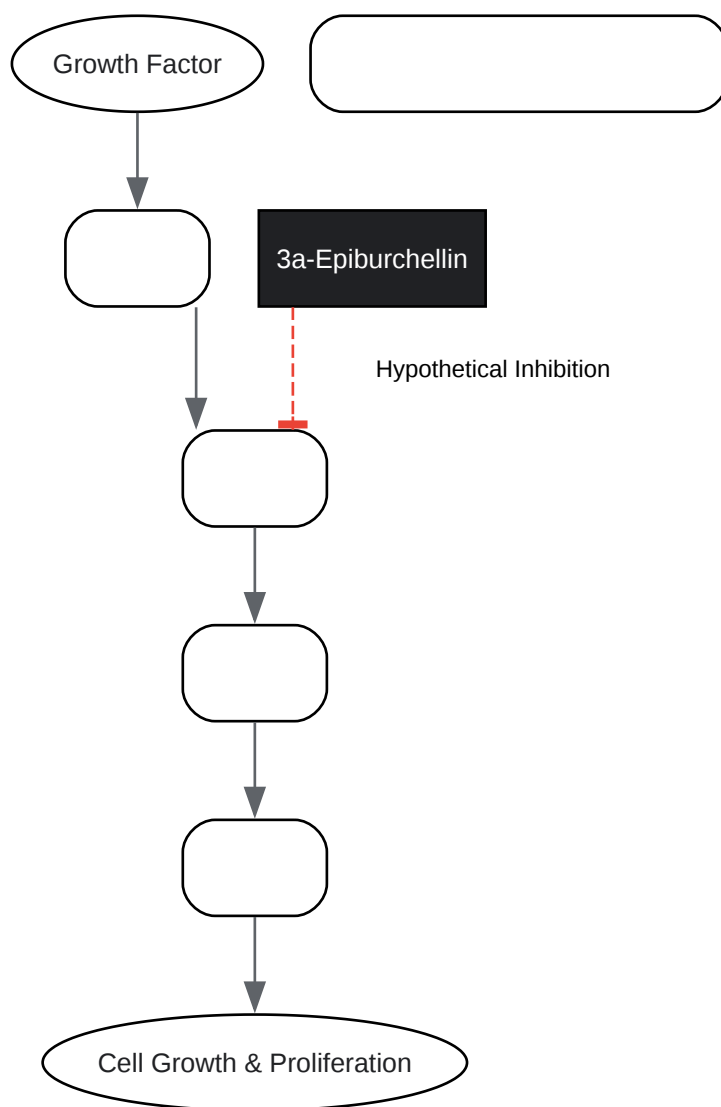 Growth Factor
3a-Epiburchellin
Hypothetical Inhibition
Cell Growth & Proliferation